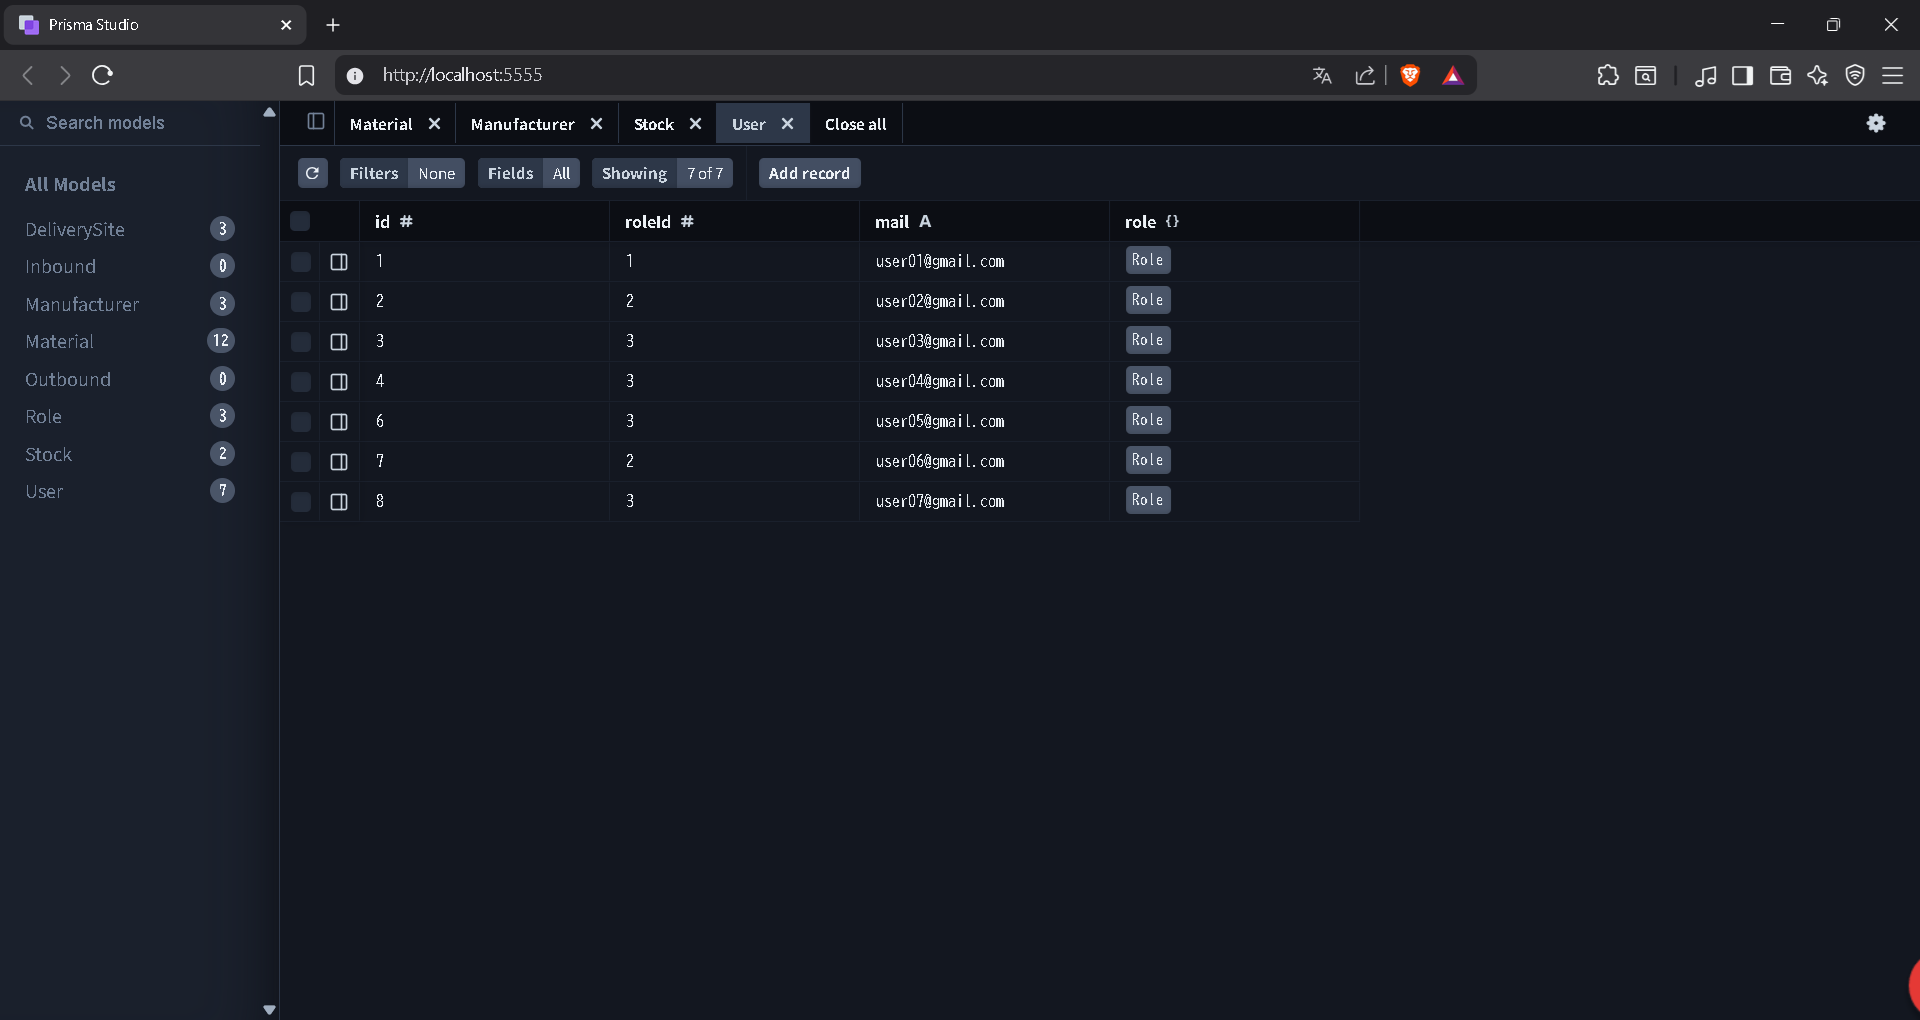 Prisma Studio
http://localhost:5555
Search models
All Models
DeliverySite 3
Inbound 0
Manufacturer 3
Material 12
Outbound 0
Role 3
Stock 2
User 7
Material Manufacturer Stock User Close all
Filters None Fields All Showing 7 of 7 Add record
id # roleId # mail A role {}
1 1 user01@gmail.com Role
2 2 user02@gmail.com Role
3 3 user03@gmail.com Role
4 3 user04@gmail.com Role
6 3 user05@gmail.com Role
7 2 user06@gmail.com Role
8 3 user07@gmail.com Role